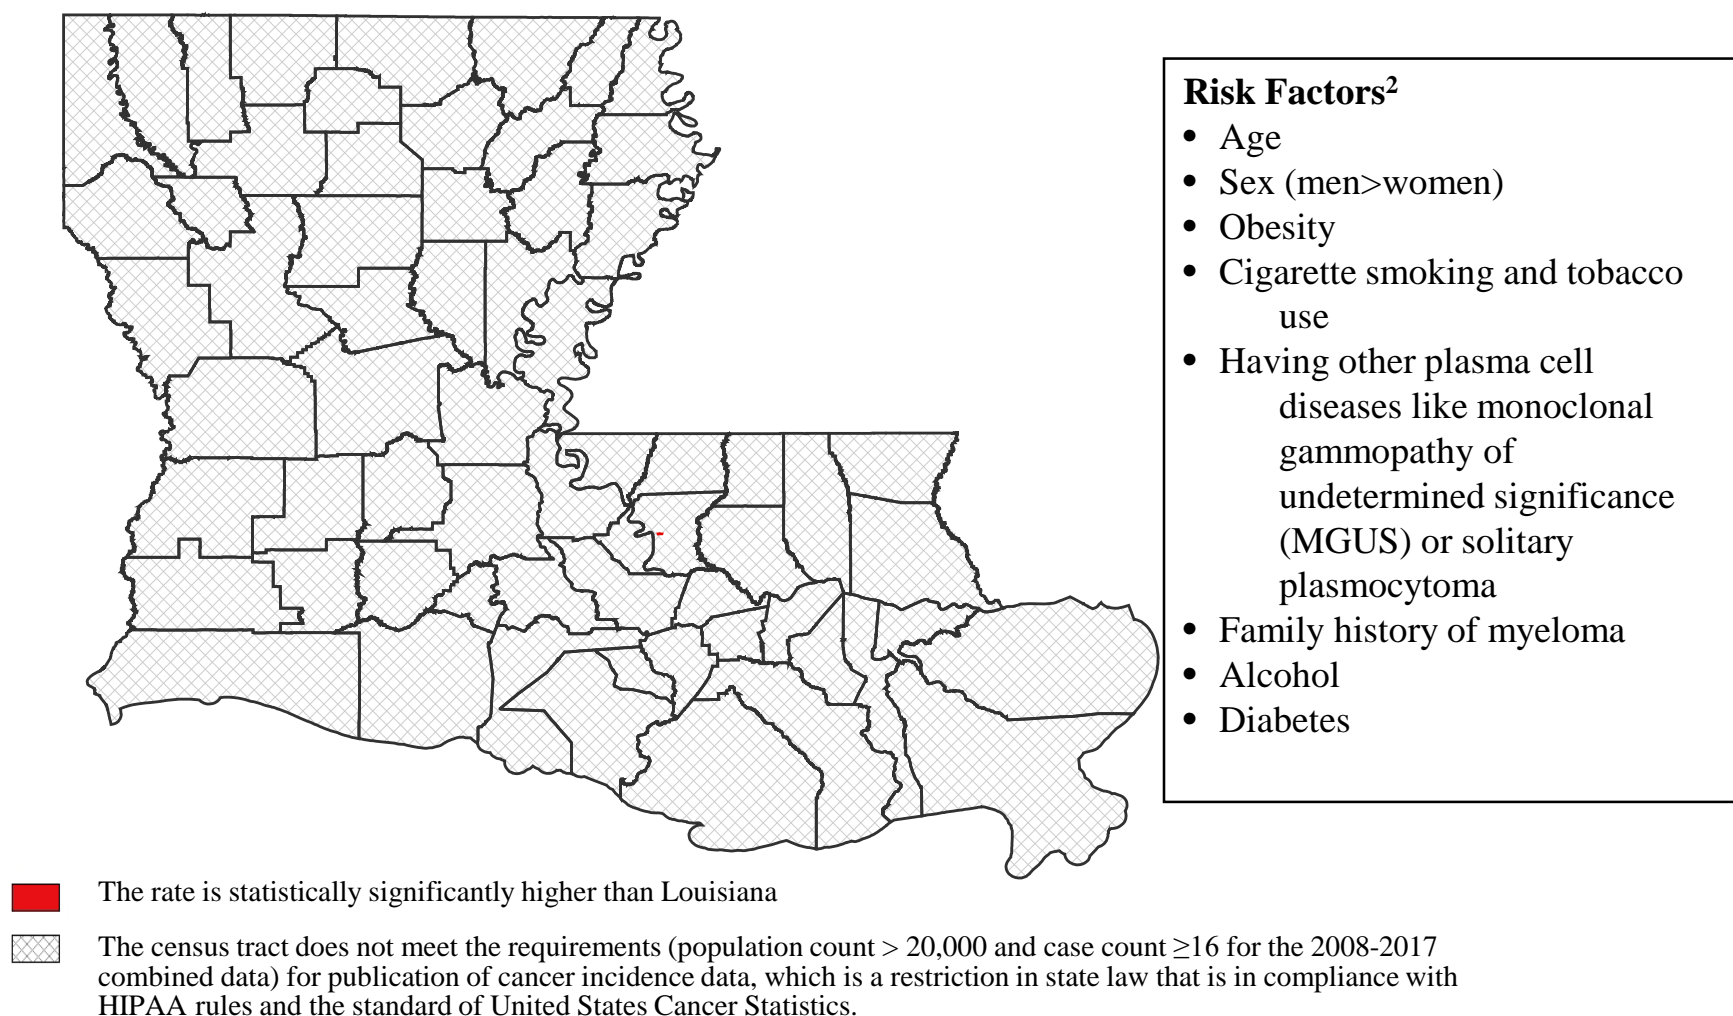 Risk Factors²
• Age
• Sex (men>women)
• Obesity
• Cigarette smoking and tobacco
use
• Having other plasma cell
diseases like monoclonal
gammopathy of
undetermined significance
(MGUS) or solitary
plasmocytoma
• Family history of myeloma
• Alcohol
• Diabetes
The rate is statistically significantly higher than Louisiana
The census tract does not meet the requirements (population count > 20,000 and case count ≥16 for the 2008-2017
combined data) for publication of cancer incidence data, which is a restriction in state law that is in compliance with
HIPAA rules and the standard of United States Cancer Statistics.